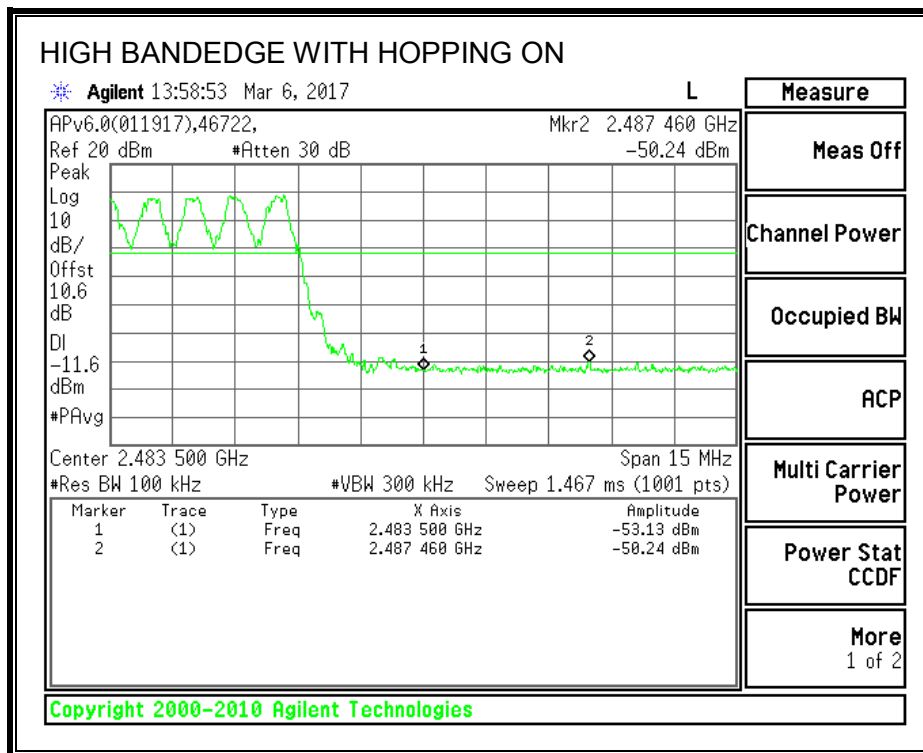 HIGH BANDEDGE WITH HOPPING ON
Agilent 13:58:53 Mar 6, 2017 L
APv6.0(011917),46722, Mkr2 2.487 460 GHz
Ref 20 dBm #Atten 30 dB -50.24 dBm
Peak
Log
10
dB/
Offst
10.6
dB
DI
-11.6
dBm
#PAvg
1
2
Center 2.483 500 GHz Span 15 MHz
#Res BW 100 kHz #VBW 300 kHz Sweep 1.467 ms (1001 pts)
Marker Trace Type X Axis Amplitude
1 (1) Freq 2.483 500 GHz -53.13 dBm
2 (1) Freq 2.487 460 GHz -50.24 dBm
Measure
Meas Off
Channel Power
Occupied BW
ACP
Multi Carrier
Power
Power Stat
CCDF
More
1 of 2
Copyright 2000-2010 Agilent Technologies